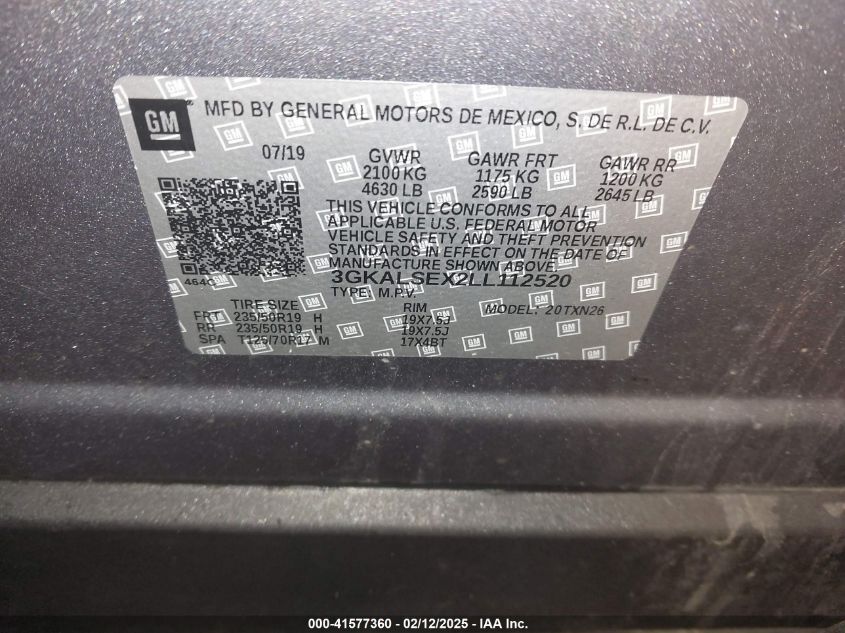 GM MFD BY GENERAL MOTORS DE MEXICO, S. DE R.L. DE C.V.
07/19 GVWR GAWR FRT GAWR RR
2100 KG 1175 KG 1200 KG
4630 LB 2590 LB 2645 LB
THIS VEHICLE CONFORMS TO ALL
APPLICABLE U.S. FEDERAL MOTOR
VEHICLE SAFETY AND THEFT PREVENTION
STANDARDS IN EFFECT ON THE DATE OF
MANUFACTURE SHOWN ABOVE
464C 3GKALSEX2LL112520
TYPE: M.P.V.
TIRE SIZE RIM MODEL: 20TXN26
FRT 235/50R19 H 19X7.5J
RR 235/50R19 H 19X7.5J
SPA T125/70R17 M 17X4BT
000-41577360 - 02/12/2025 - IAA Inc.